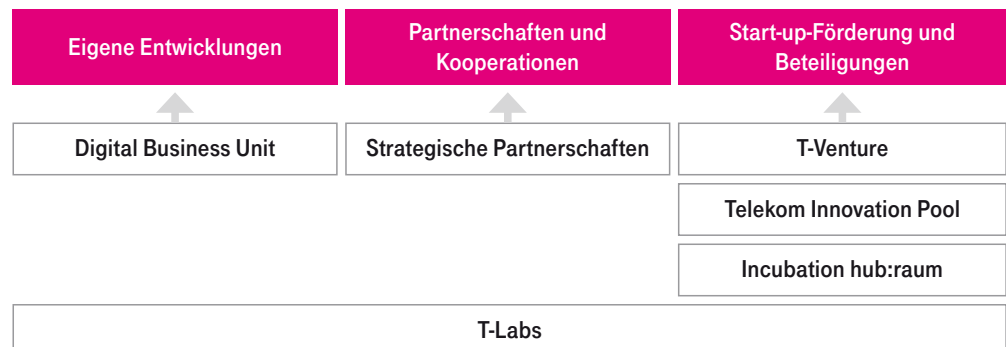 Eigene Entwicklungen
Partnerschaften und
Kooperationen
Start-up-Förderung und
Beteiligungen
Digital Business Unit
Strategische Partnerschaften
T-Venture
Telekom Innovation Pool
Incubation hub:raum
T-Labs